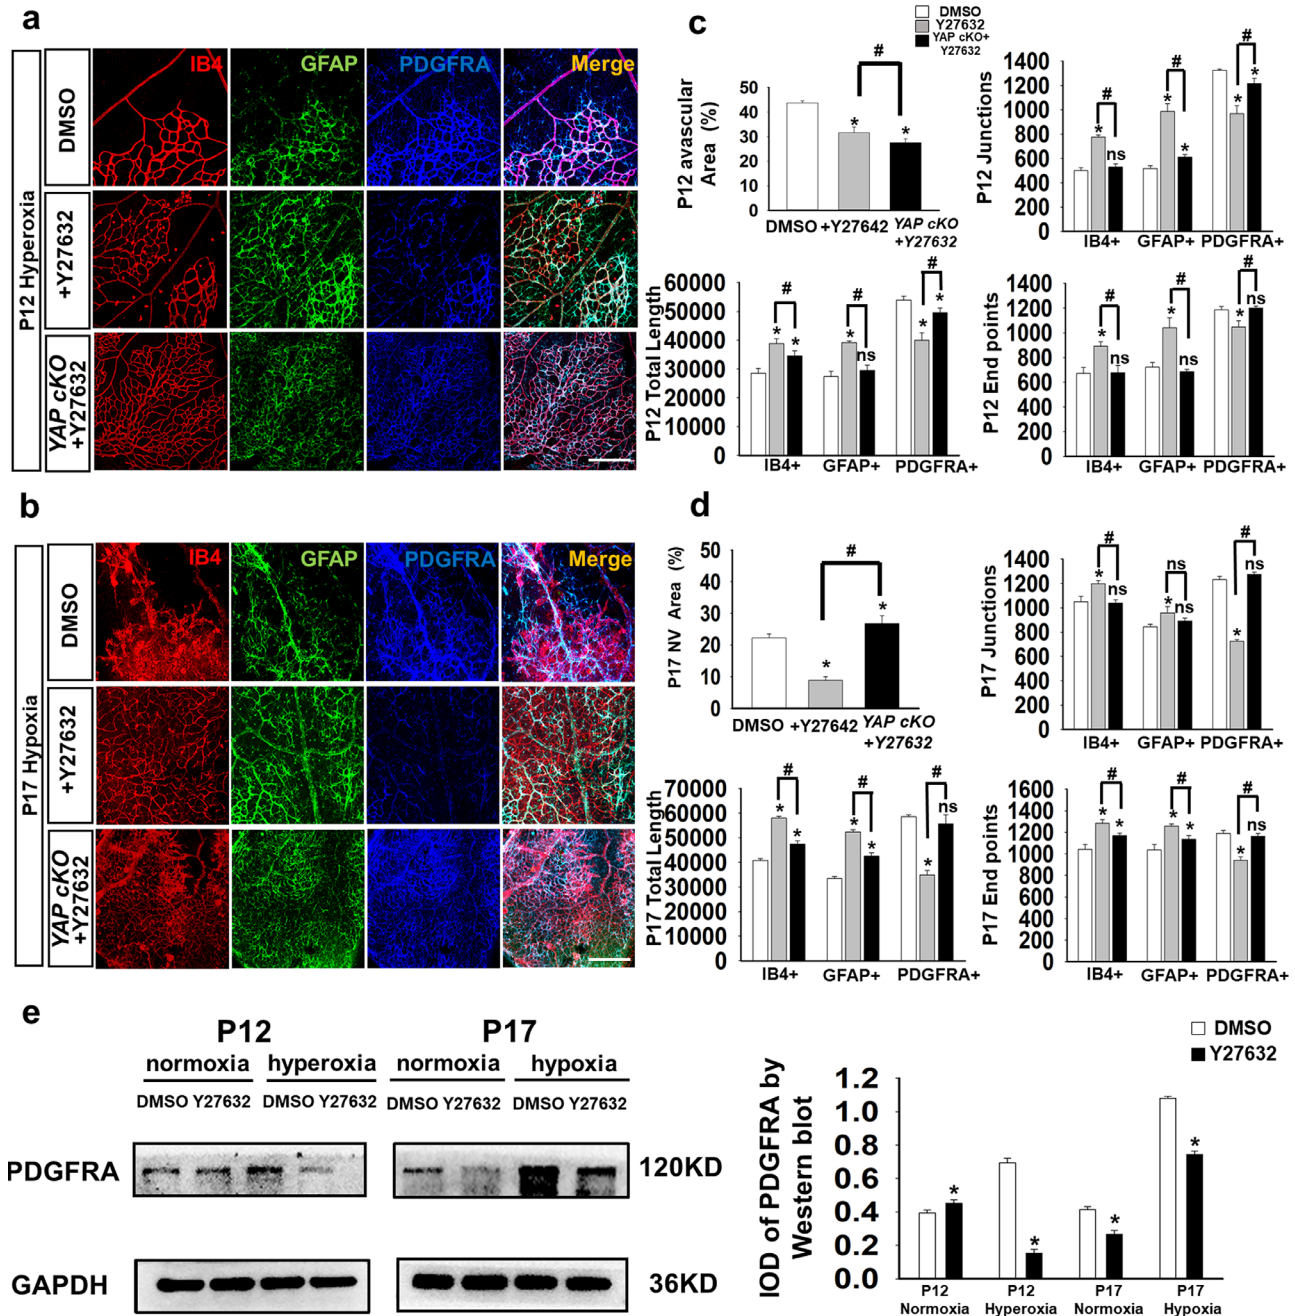 a
IB4
GFAP
PDGFRA
Merge
P12 Hyperoxia
DMSO
+Y27632
YAP cKO
+Y27632
b
IB4
GFAP
PDGFRA
Merge
P17 Hypoxia
DMSO
+Y27632
YAP cKO
+Y27632
c
DMSO
Y27632
YAP cKO+
Y27632
P12 avascular
Area (%)
50
40
30
20
10
0
#
*
*
DMSO +Y27642 YAP cKO
+Y27632
P12 Junctions
1400
1200
1000
800
600
400
200
0
# # #
* ns * * * *
IB4+ GFAP+ PDGFRA+
P12 Total Length
60000
50000
40000
30000
20000
10000
0
# # #
* * * ns * *
IB4+ GFAP+ PDGFRA+
P12 End points
1400
1200
1000
800
600
400
200
0
# # #
* ns * ns * ns
IB4+ GFAP+ PDGFRA+
d
P17 NV Area (%)
50
40
30
20
10
0
#
*
*
DMSO +Y27642 YAP cKO
+Y27632
P17 Junctions
1400
1200
1000
800
600
400
200
0
# ns #
* ns * ns *
IB4+ GFAP+ PDGFRA+
P17 Total Length
70000
60000
50000
40000
30000
20000
10000
0
# # #
* * * * * ns
IB4+ GFAP+ PDGFRA+
P17 End points
1600
1400
1200
1000
800
600
400
200
0
# # #
* * * * * ns
IB4+ GFAP+ PDGFRA+
e
P12 P17
normoxia hyperoxia normoxia hypoxia
DMSO Y27632 DMSO Y27632 DMSO Y27632 DMSO Y27632
PDGFRA 120KD
GAPDH 36KD
DMSO
Y27632
IOD of PDGFRA by
Western blot
1.2
1.0
0.8
0.6
0.4
0.2
0.0
* * * *
P12 P12 P17 P17
Normoxia Hyperoxia Normoxia Hypoxia